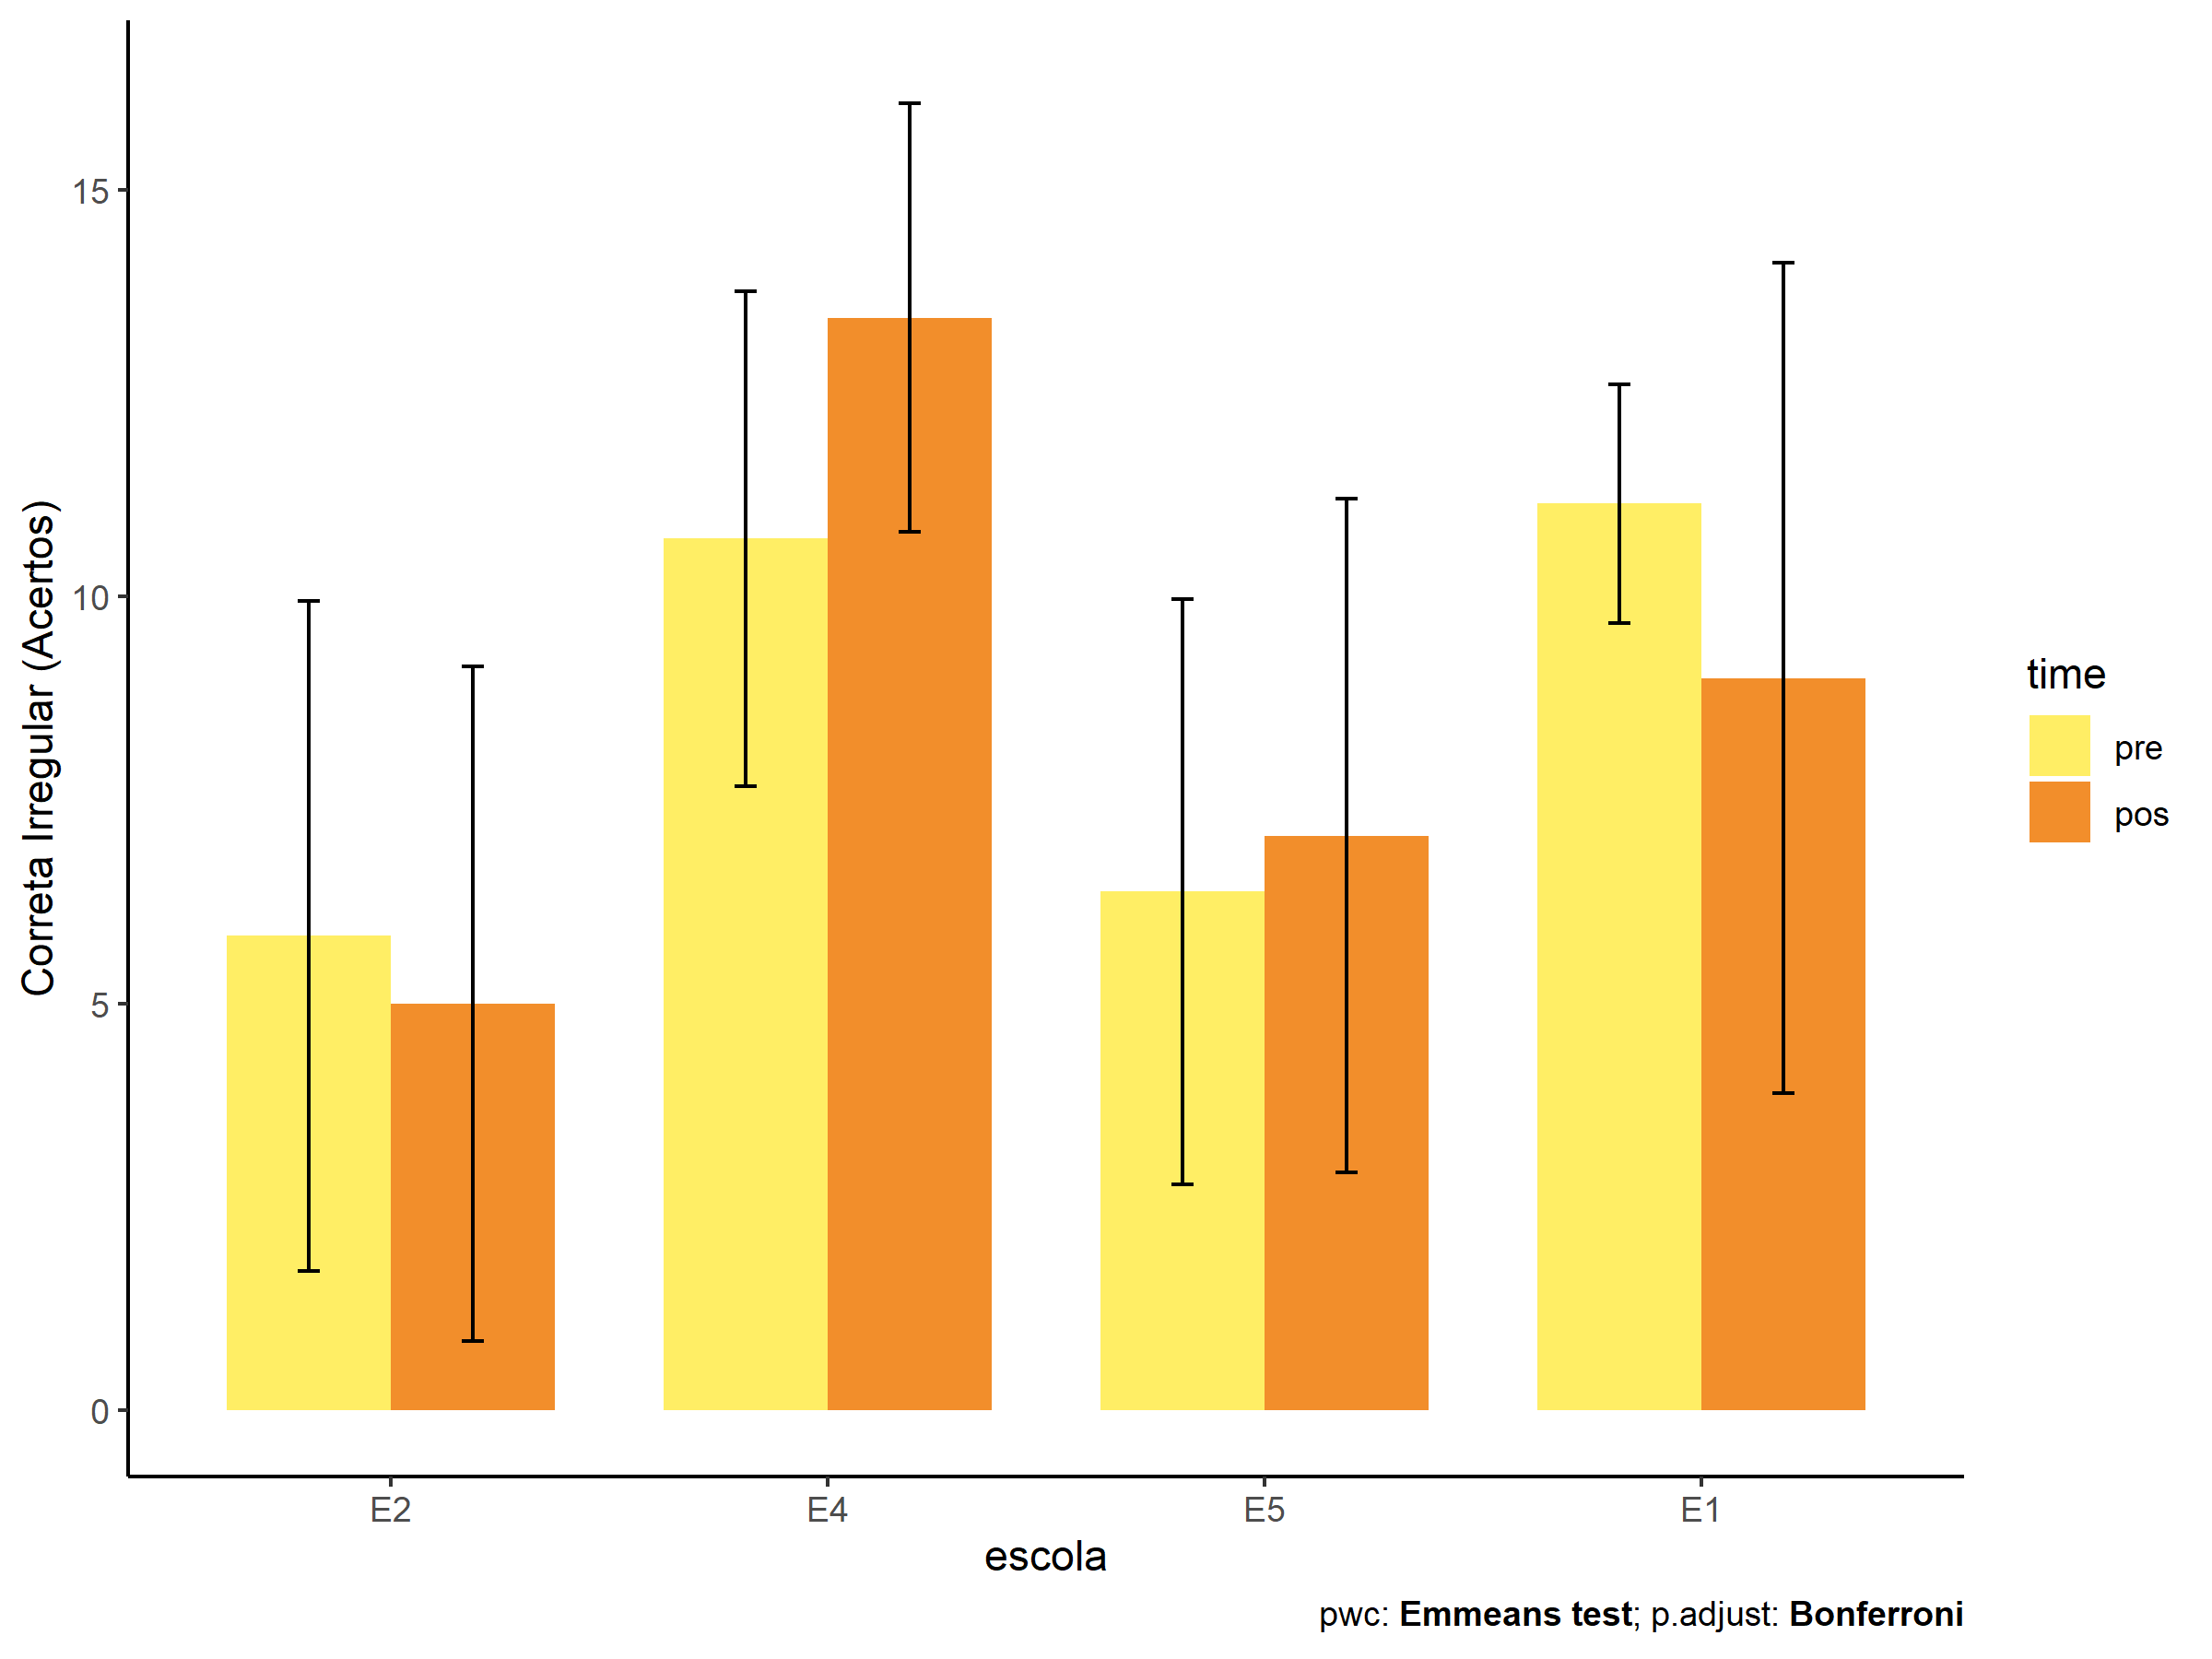 Correta Irregular (Acertos)
15
10
5
0
E2 E4 E5 E1
escola
time
pre
pos
pwc: Emmeans test; p.adjust: Bonferroni